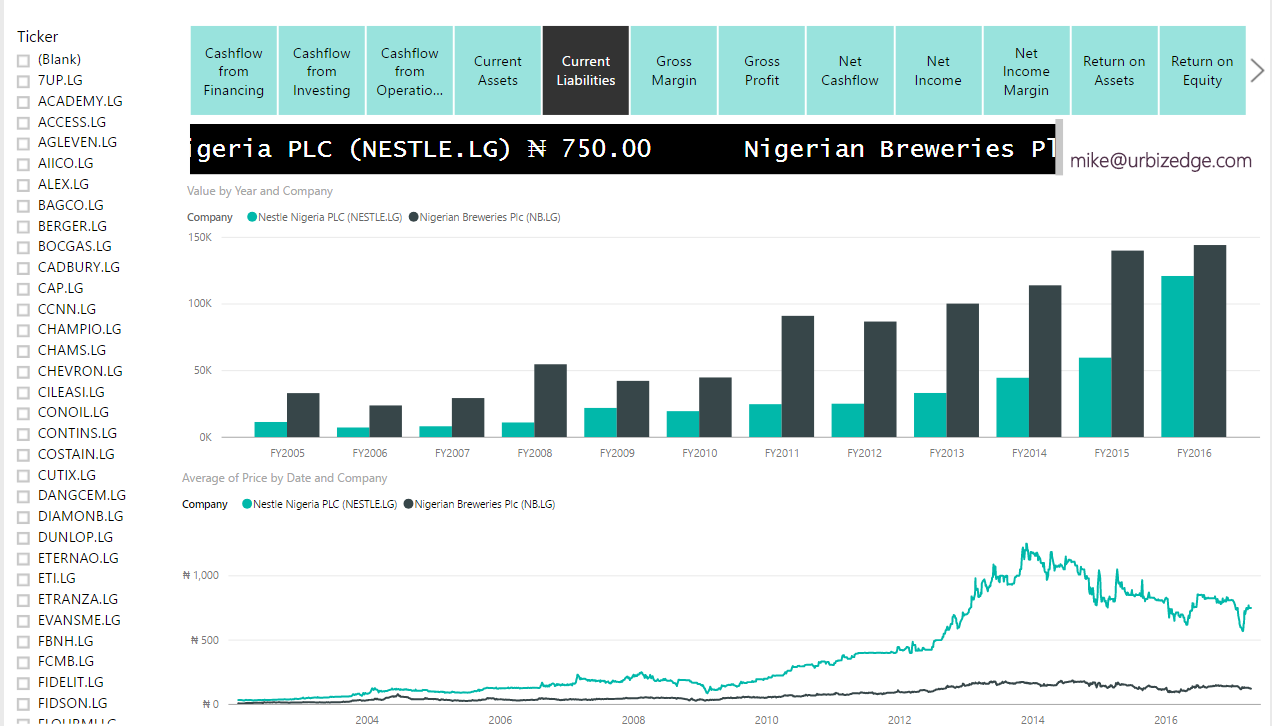 Ticker
(Blank)
7UP.LG
ACADEMY.LG
ACCESS.LG
AGLEVEN.LG
AIICO.LG
ALEX.LG
BAGCO.LG
BERGER.LG
BOCGAS.LG
CADBURY.LG
CAP.LG
CCNN.LG
CHAMPIO.LG
CHAMS.LG
CHEVRON.LG
CILEASI.LG
CONOIL.LG
CONTINS.LG
COSTAIN.LG
CUTIX.LG
DANGCEM.LG
DIAMONB.LG
DUNLOP.LG
ETERNAO.LG
ETI.LG
ETRANZA.LG
EVANSME.LG
FBNH.LG
FCMB.LG
FIDELIT.LG
FIDSON.LG
Cashflow
from
Financing
Cashflow
from
Investing
Cashflow
from
Operatio...
Current
Assets
Current
Liabilities
Gross
Margin
Gross
Profit
Net
Cashflow
Net
Income
Net
Income
Margin
Return on
Assets
Return on
Equity
igeria PLC (NESTLE.LG) ₦ 750.00 Nigerian Breweries Pl
mike@urbizedge.com
Value by Year and Company
Company Nestle Nigeria PLC (NESTLE.LG) Nigerian Breweries Plc (NB.LG)
150K
100K
50K
0K
FY2005 FY2006 FY2007 FY2008 FY2009 FY2010 FY2011 FY2012 FY2013 FY2014 FY2015 FY2016
Average of Price by Date and Company
Company Nestle Nigeria PLC (NESTLE.LG) Nigerian Breweries Plc (NB.LG)
₦ 1,000
₦ 500
₦ 0
2004 2006 2008 2010 2012 2014 2016